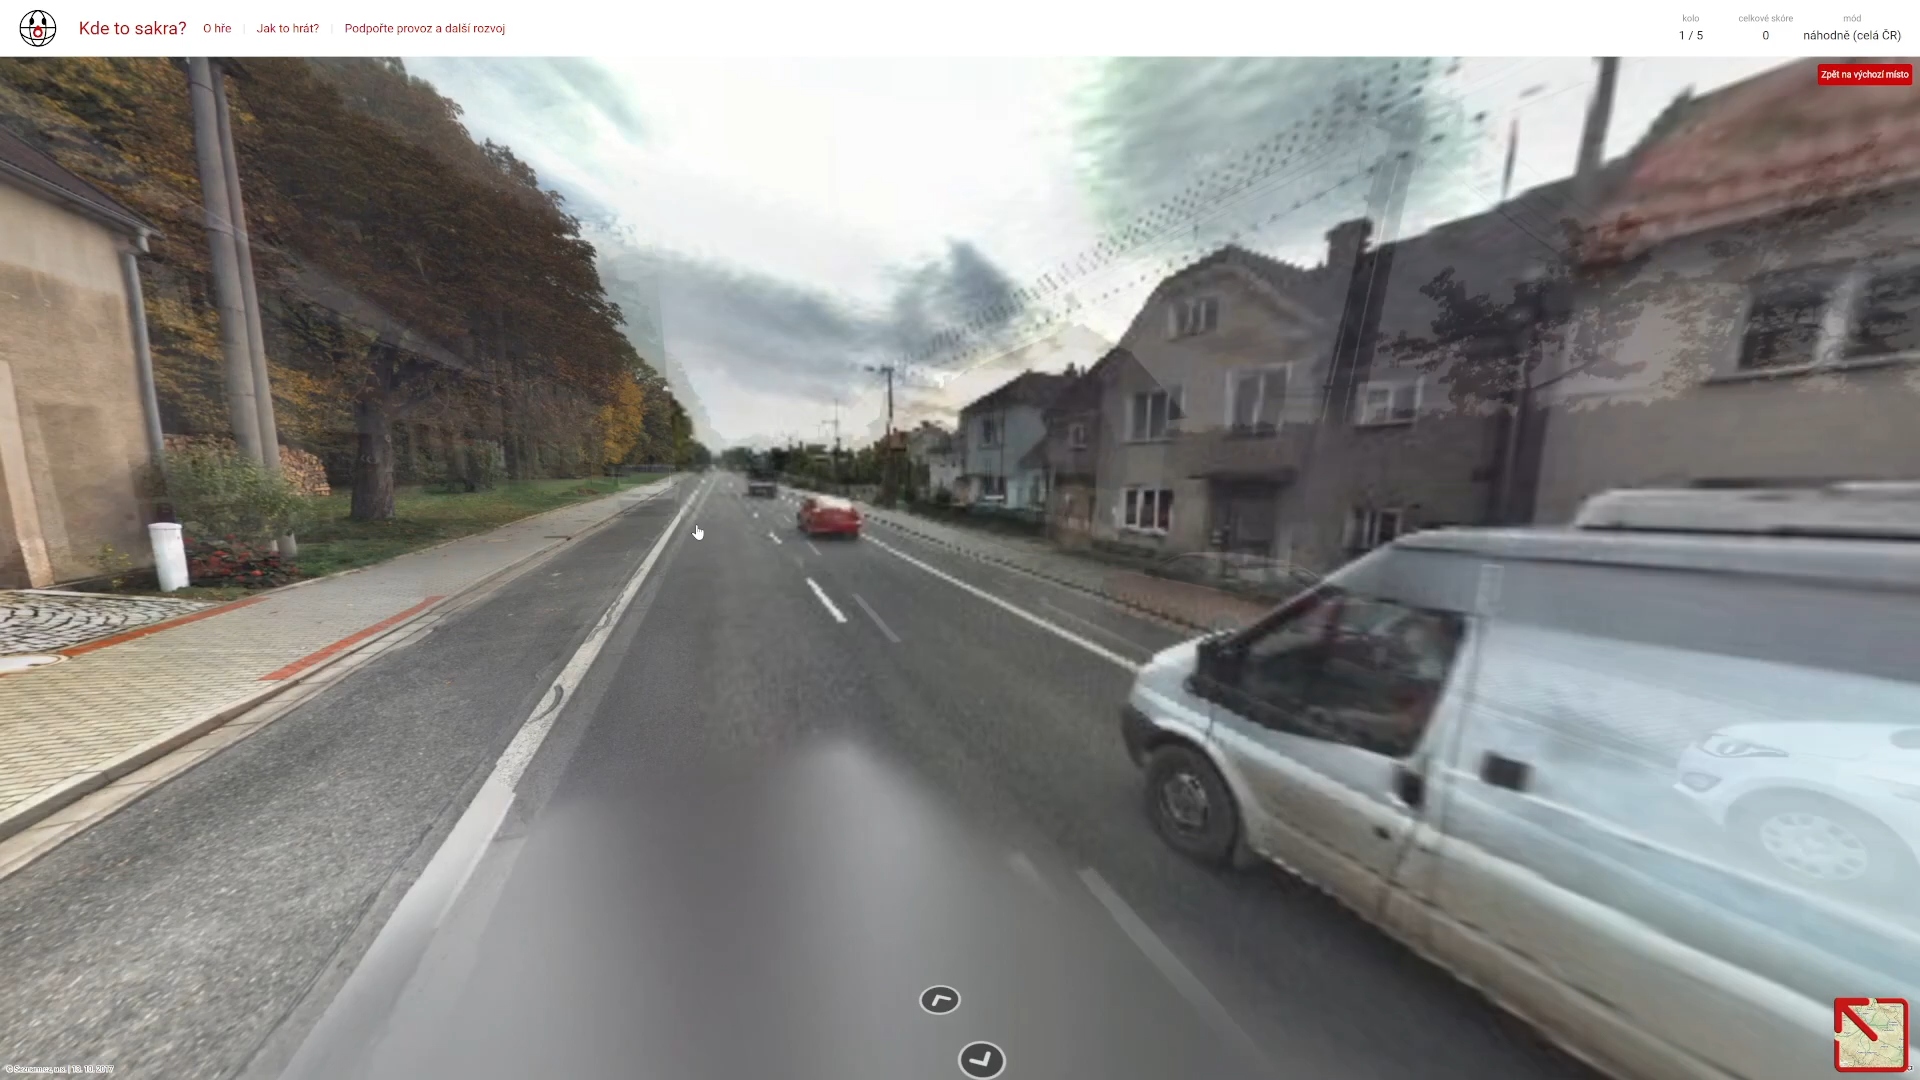 Kde to sakra?
O hře
Jak to hrát?
Podpořte provoz a další rozvoj
kolo
1 / 5
celkové skóre
0
mód
náhodně (celá ČR)
Zpět na výchozí místo